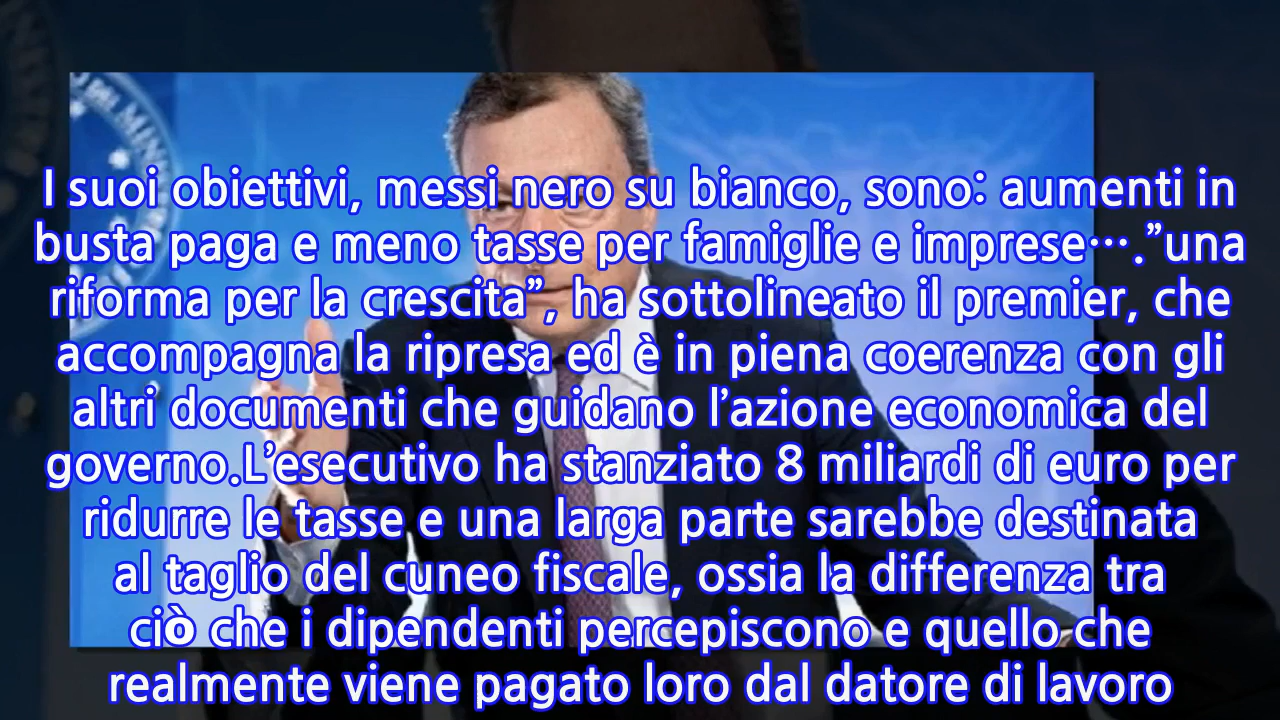 DEL MINI
I suoi obiettivi, messi nero su bianco, sono: aumenti in
busta paga e meno tasse per famiglie e imprese….”una
riforma per la crescita”, ha sottolineato il premier, che
accompagna la ripresa ed è in piena coerenza con gli
altri documenti che guidano l’azione economica del
governo.L’esecutivo ha stanziato 8 miliardi di euro per
ridurre le tasse e una larga parte sarebbe destinata
al taglio del cuneo fiscale, ossia la differenza tra
ciò che i dipendenti percepiscono e quello che
realmente viene pagato loro dal datore di lavoro